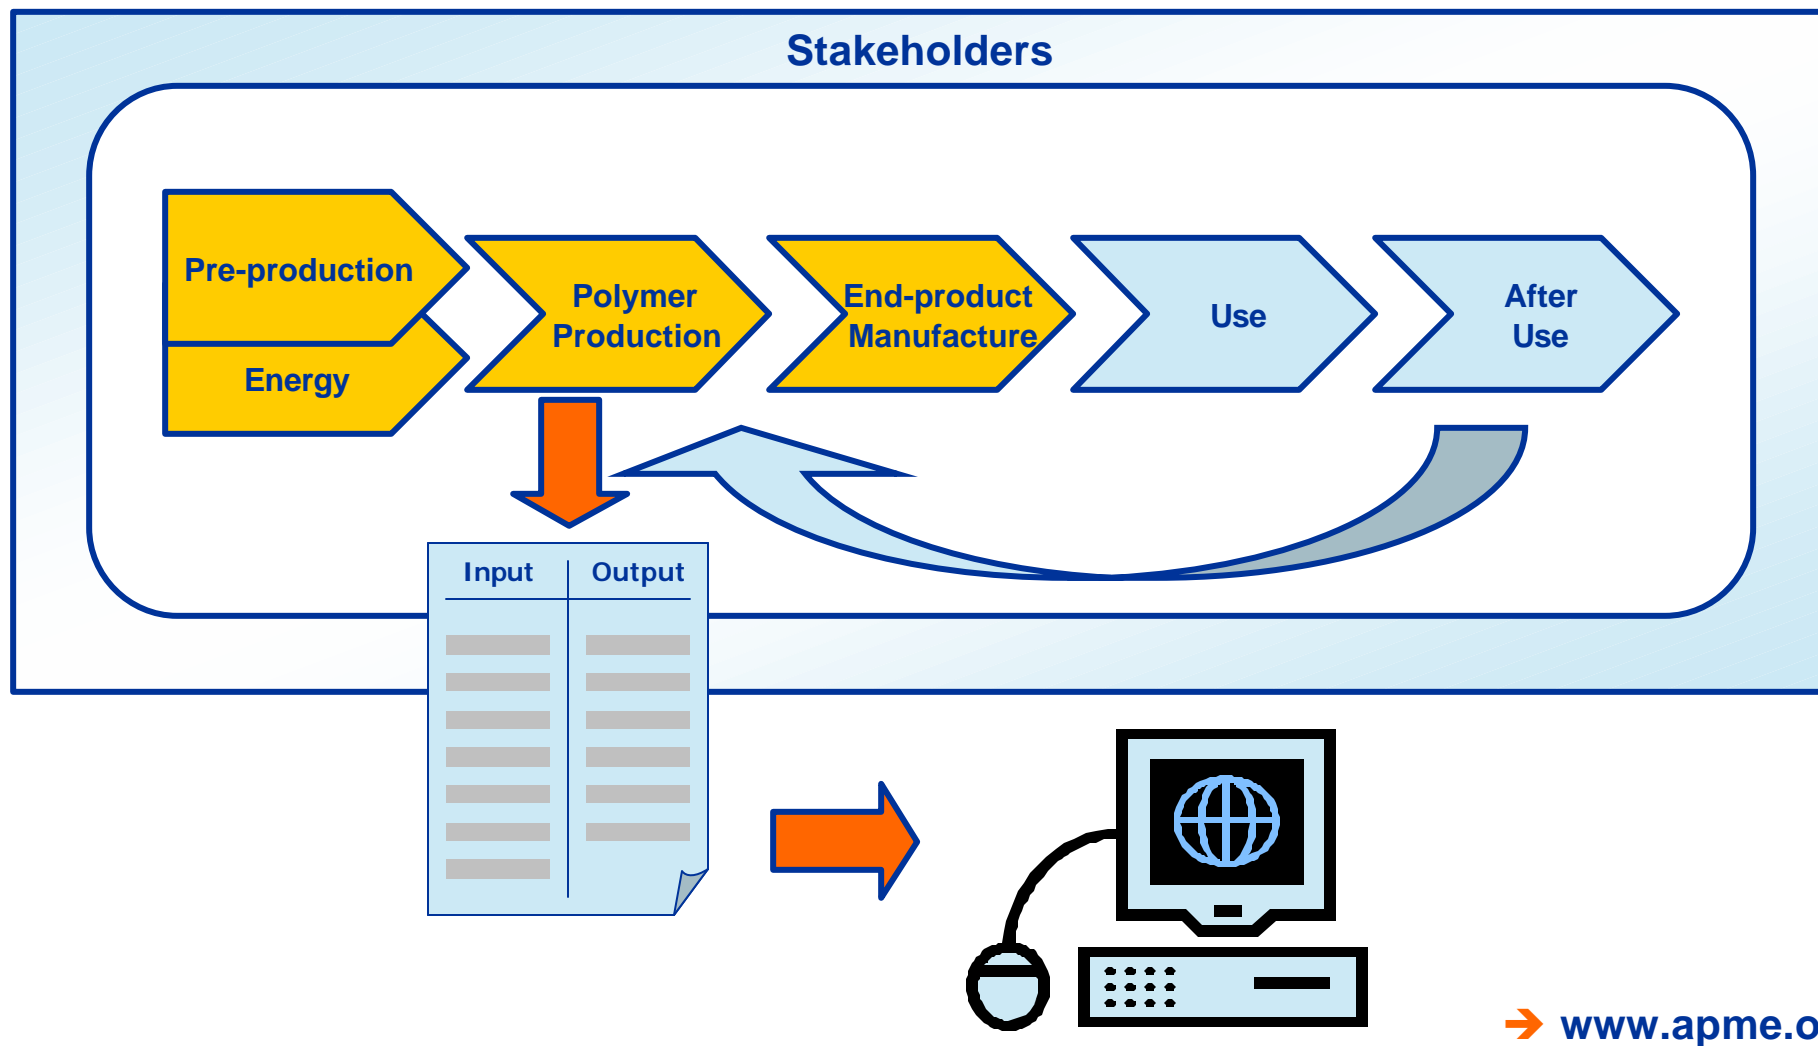 Stakeholders
Pre-production
Energy
Polymer
Production
End-product
Manufacture
Use
After
Use
Input
Output
www.apme.o